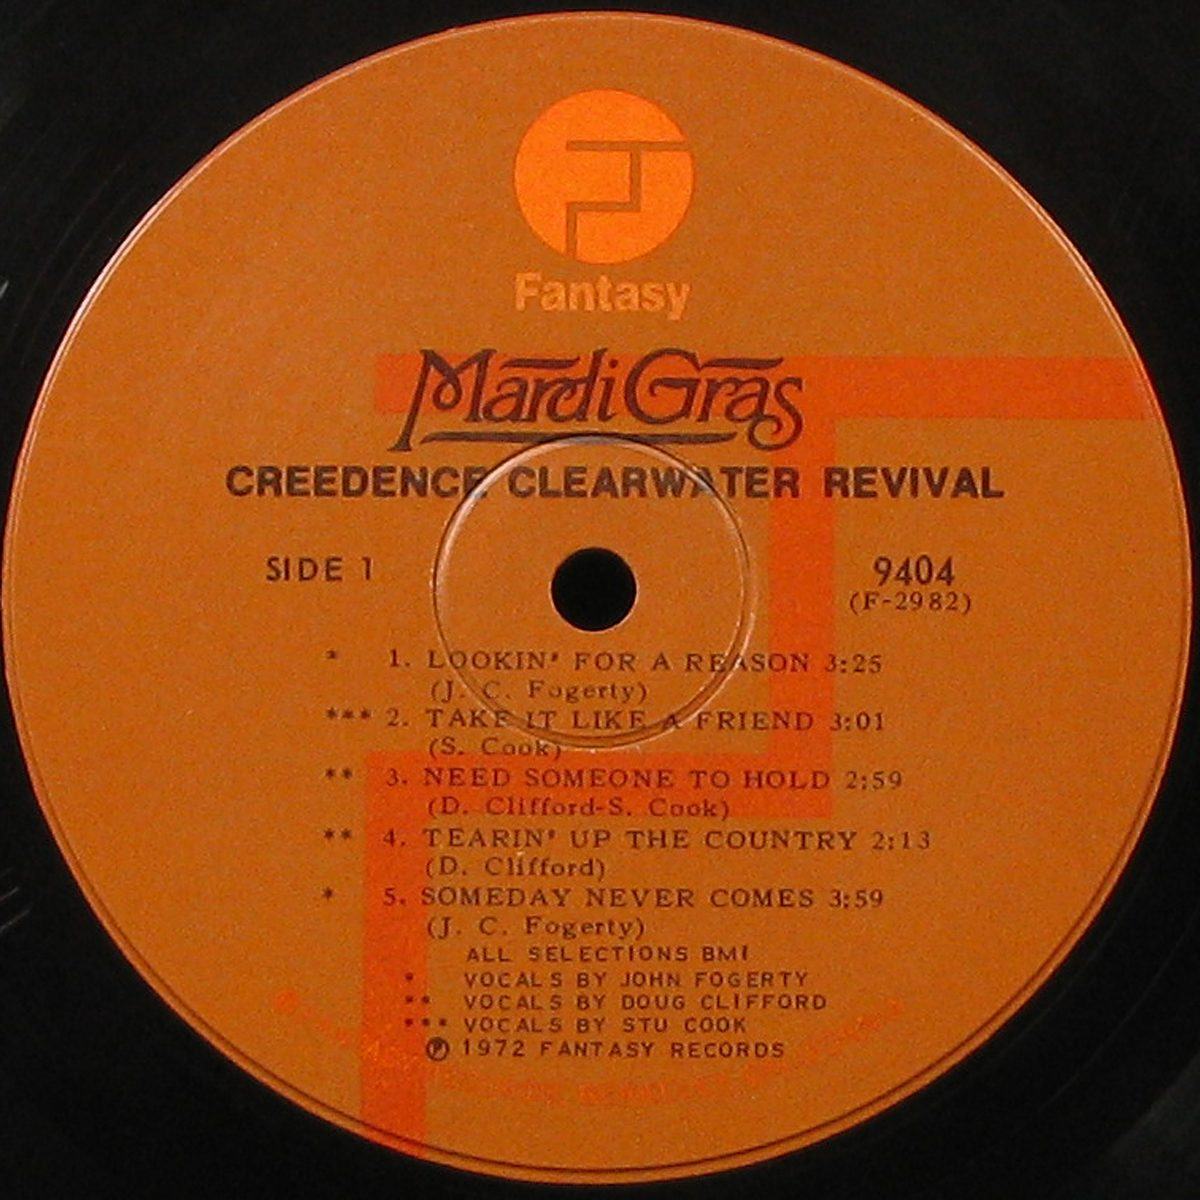 Fantasy
Mardi Gras
CREEDENCE CLEARWATER REVIVAL
SIDE 1
9404
(F-2982)
* 1. LOOKIN' FOR A REASON 3:25
(J. C. Fogerty)
*** 2. TAKE IT LIKE A FRIEND 3:01
(S. Cook)
** 3. NEED SOMEONE TO HOLD 2:59
(D. Clifford-S. Cook)
** 4. TEARIN' UP THE COUNTRY 2:13
(D. Clifford)
* 5. SOMEDAY NEVER COMES 3:59
(J. C. Fogerty)
ALL SELECTIONS BMI
* VOCALS BY JOHN FOGERTY
** VOCALS BY DOUG CLIFFORD
*** VOCALS BY STU COOK
℗ 1972 FANTASY RECORDS